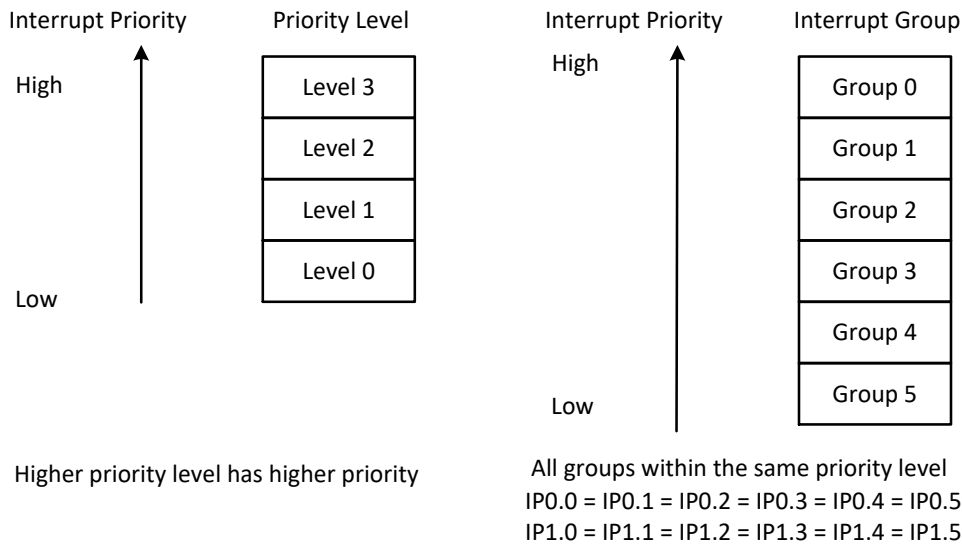 Interrupt Priority
Priority Level
High
Level 3
Level 2
Level 1
Level 0
Low
Higher priority level has higher priority
Interrupt Priority
Interrupt Group
High
Group 0
Group 1
Group 2
Group 3
Group 4
Group 5
Low
All groups within the same priority level
IP0.0 = IP0.1 = IP0.2 = IP0.3 = IP0.4 = IP0.5
IP1.0 = IP1.1 = IP1.2 = IP1.3 = IP1.4 = IP1.5